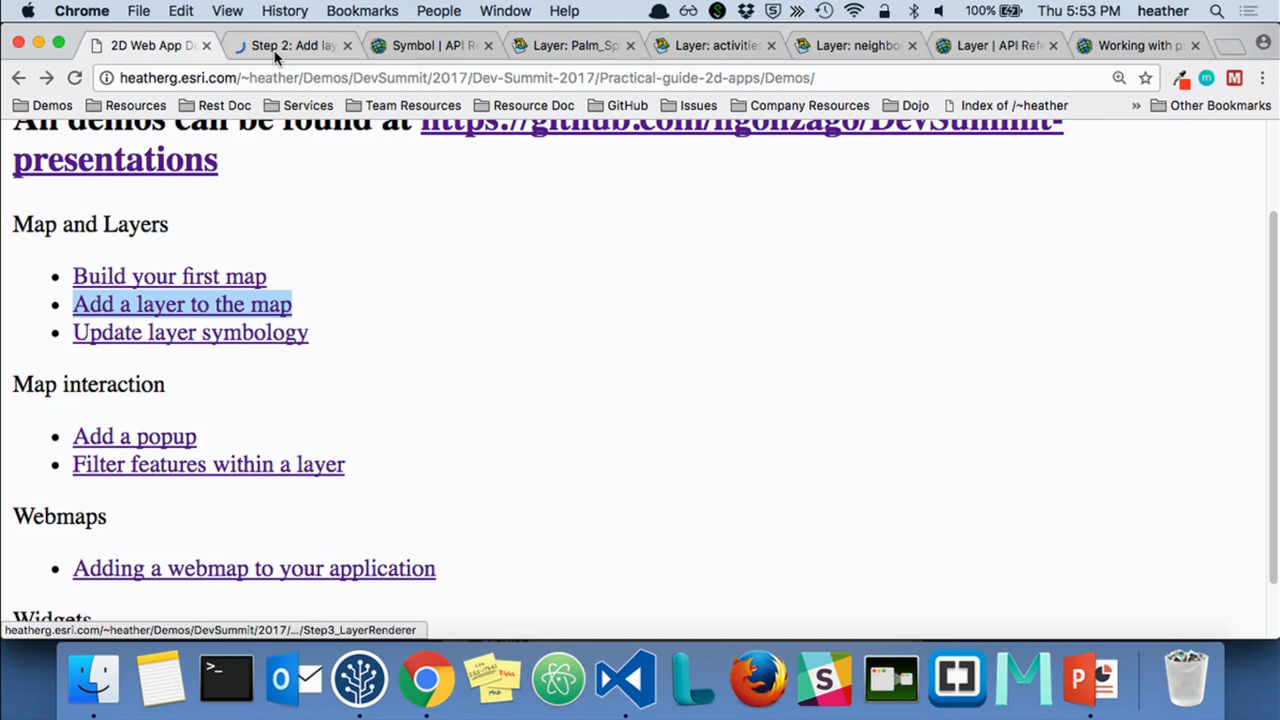 Chrome File Edit View History Bookmarks People Window Help 100% Thu 5:53 PM heather
2D Web App D
Step 2: Add lay
Symbol | API R
Layer: Palm_Sp
Layer: activities
Layer: neighbo
Layer | API Ref
Working with p
heatherg.esri.com/~heather/Demos/DevSummit/2017/Dev-Summit-2017/Practical-guide-2d-apps/Demos/
Demos Resources Rest Doc Services Team Resources Resource Doc GitHub Issues Company Resources Dojo Index of /~heather » Other Bookmarks
All demos can be found at https://github.com/hgonzago/DevSummit-
presentations
Map and Layers
Build your first map
Add a layer to the map
Update layer symbology
Map interaction
Add a popup
Filter features within a layer
Webmaps
Adding a webmap to your application
Widgets
heatherg.esri.com/~heather/Demos/DevSummit/2017/.../Step3_LayerRenderer